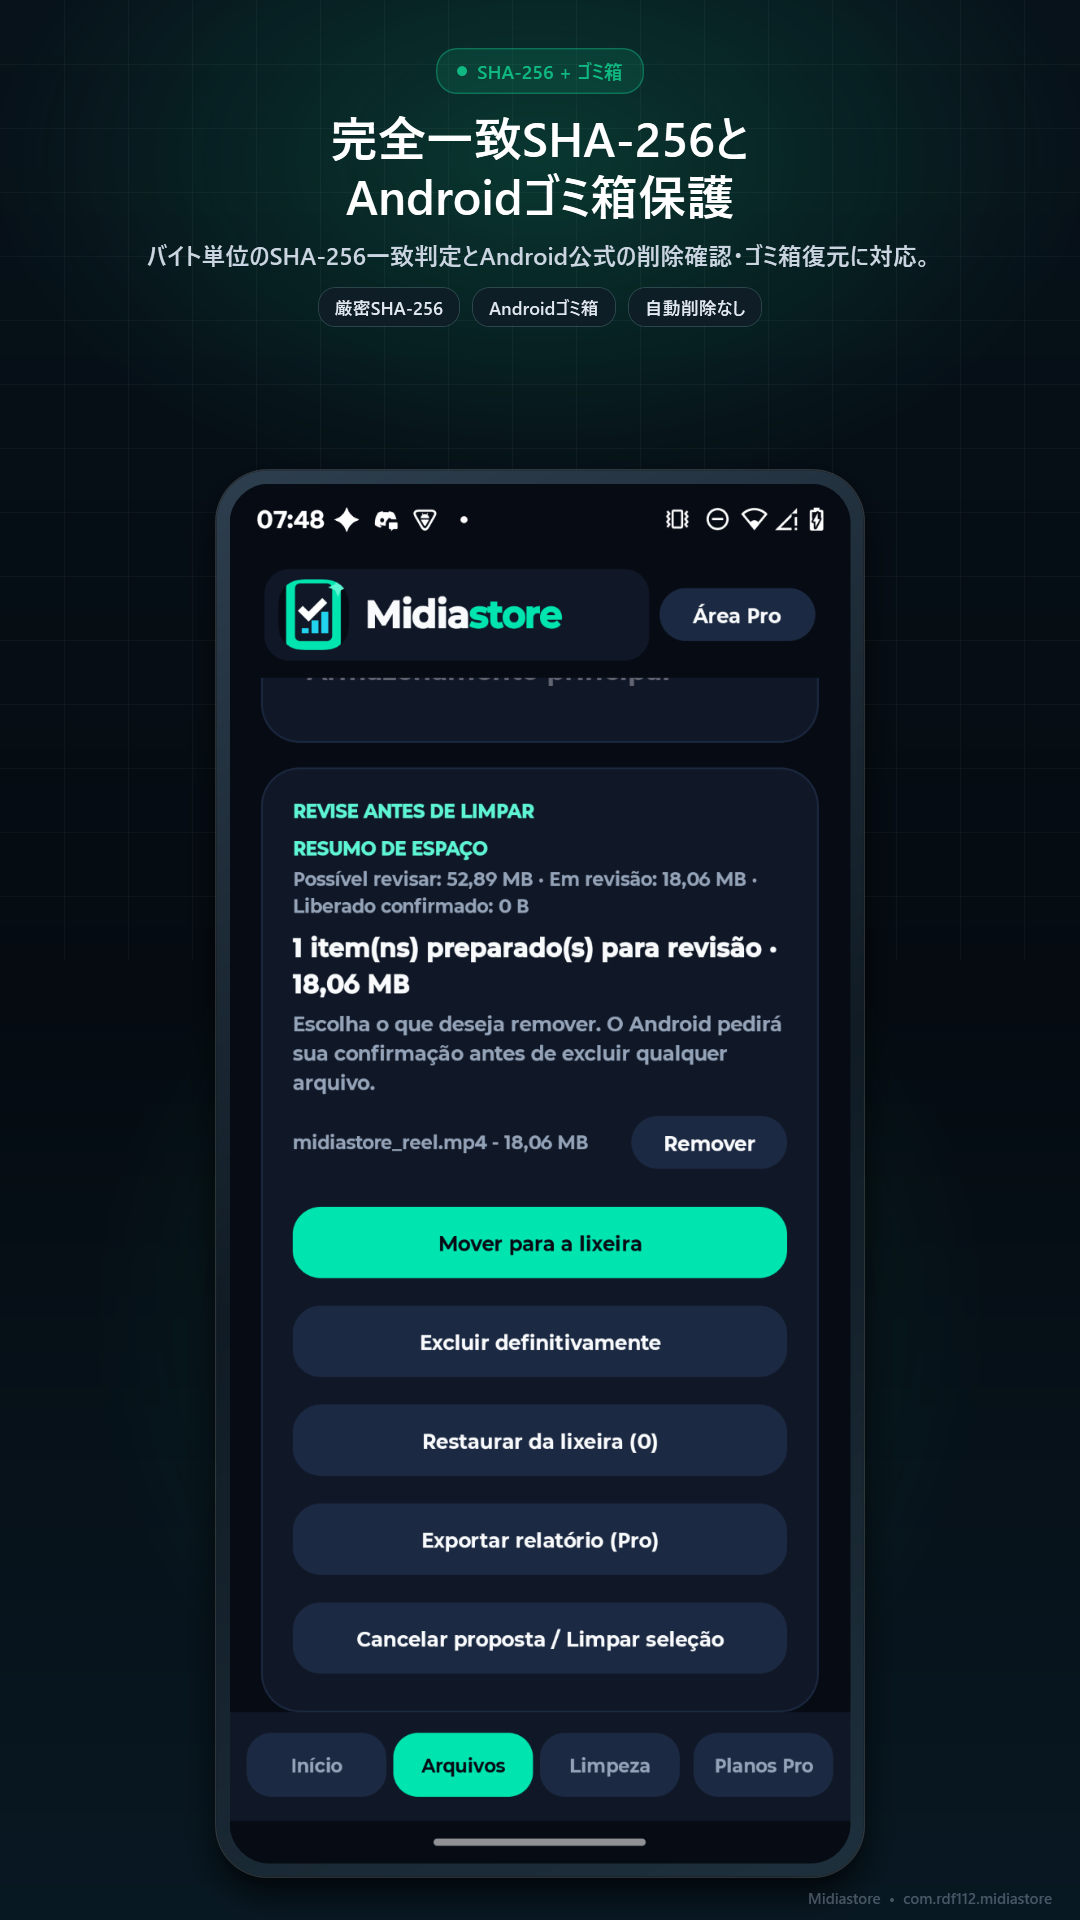 SHA-256 + ゴミ箱
完全一致SHA-256と
Androidゴミ箱保護
バイト単位のSHA-256一致判定とAndroid公式の削除確認・ゴミ箱復元に対応。
厳密SHA-256
Androidゴミ箱
自動削除なし
07:48
Midiastore
Área Pro
Armazenamento principal
REVISE ANTES DE LIMPAR
RESUMO DE ESPAÇO
Possível revisar: 52,89 MB · Em revisão: 18,06 MB ·
Liberado confirmado: 0 B
1 item(ns) preparado(s) para revisão ·
18,06 MB
Escolha o que deseja remover. O Android pedirá
sua confirmação antes de excluir qualquer
arquivo.
midiastore_reel.mp4 - 18,06 MB
Remover
Mover para a lixeira
Excluir definitivamente
Restaurar da lixeira (0)
Exportar relatório (Pro)
Cancelar proposta / Limpar seleção
Início
Arquivos
Limpeza
Planos Pro
Midiastore • com.rdf112.midiastore